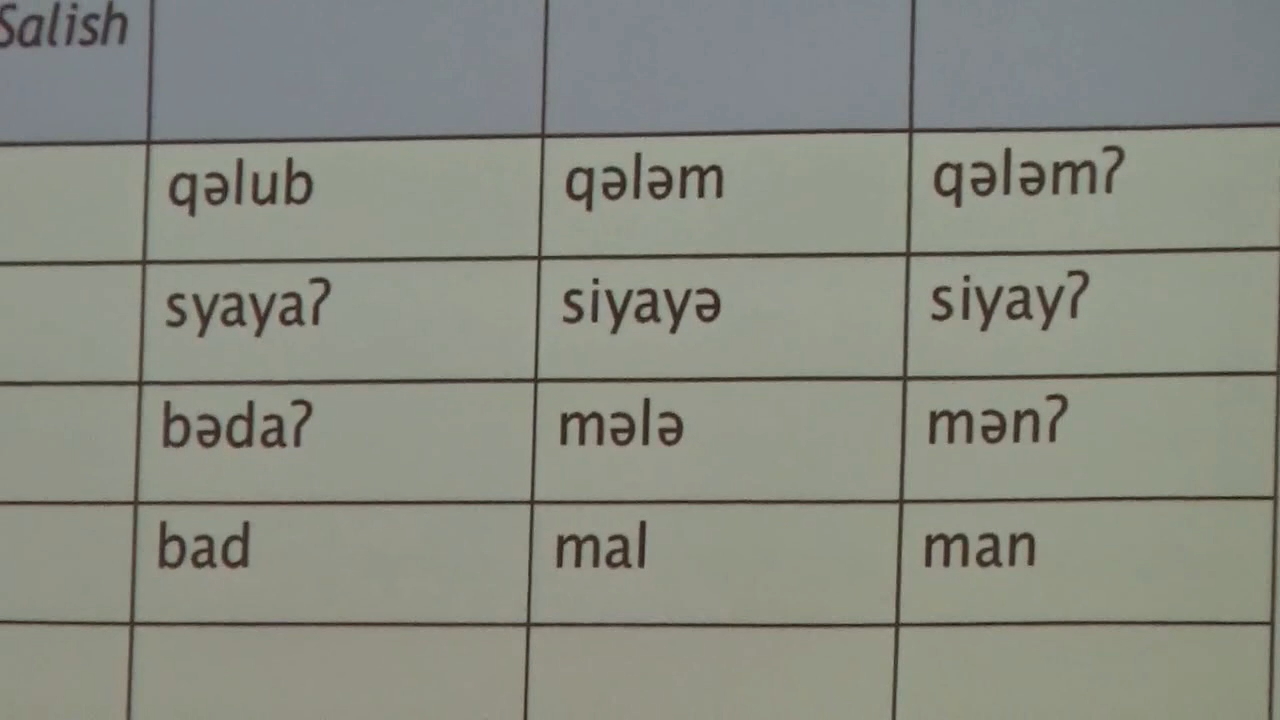 Salish
qəlub qələm qələmʔ
syayaʔ siyayə siyayʔ
bədaʔ mələ mənʔ
bad mal man